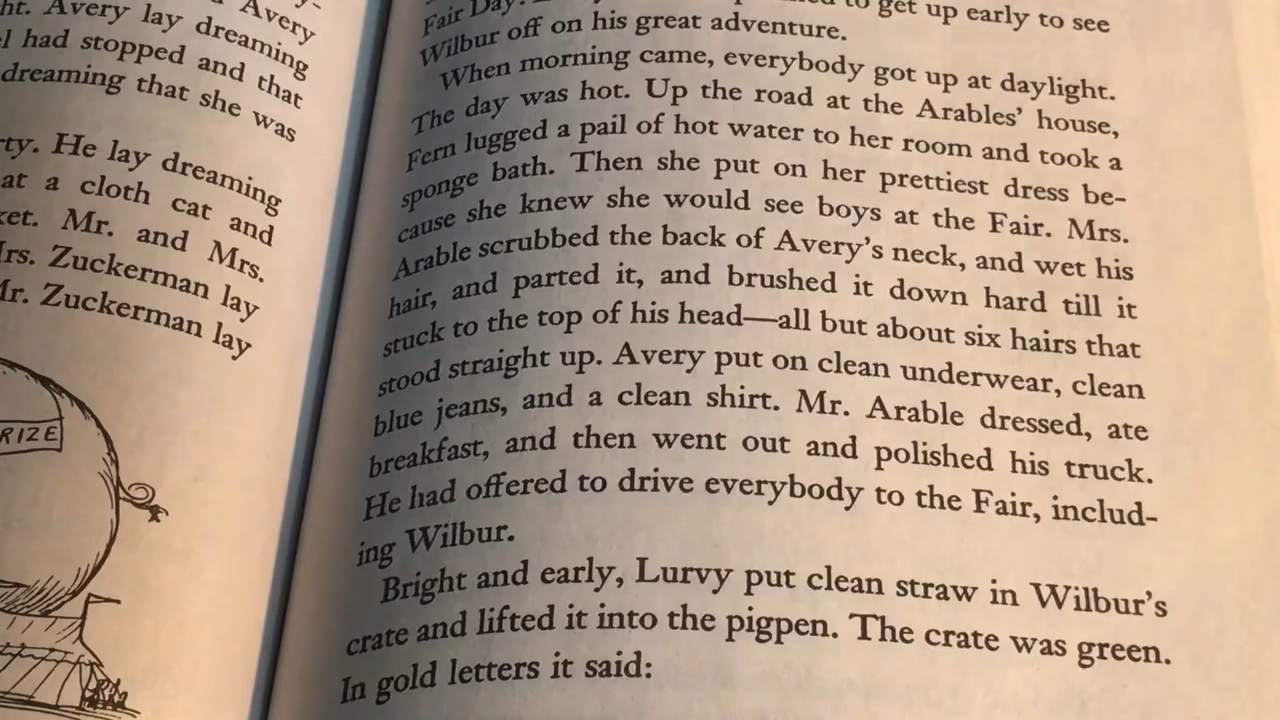 Avery
ht. Avery lay dreaming
had stopped and that
dreaming that she was
rty. He lay dreaming
at a cloth cat and
ket. Mr. and Mrs.
Mrs. Zuckerman lay
Mr. Zuckerman lay
RIZE
Fair Day. to get up early to see
Wilbur off on his great adventure.
When morning came, everybody got up at daylight.
The day was hot. Up the road at the Arables' house,
Fern lugged a pail of hot water to her room and took a
sponge bath. Then she put on her prettiest dress be-
cause she knew she would see boys at the Fair. Mrs.
Arable scrubbed the back of Avery's neck, and wet his
hair, and parted it, and brushed it down hard till it
stuck to the top of his head—all but about six hairs that
stood straight up. Avery put on clean underwear, clean
blue jeans, and a clean shirt. Mr. Arable dressed, ate
breakfast, and then went out and polished his truck.
He had offered to drive everybody to the Fair, includ-
ing Wilbur.
Bright and early, Lurvy put clean straw in Wilbur's
crate and lifted it into the pigpen. The crate was green.
In gold letters it said: